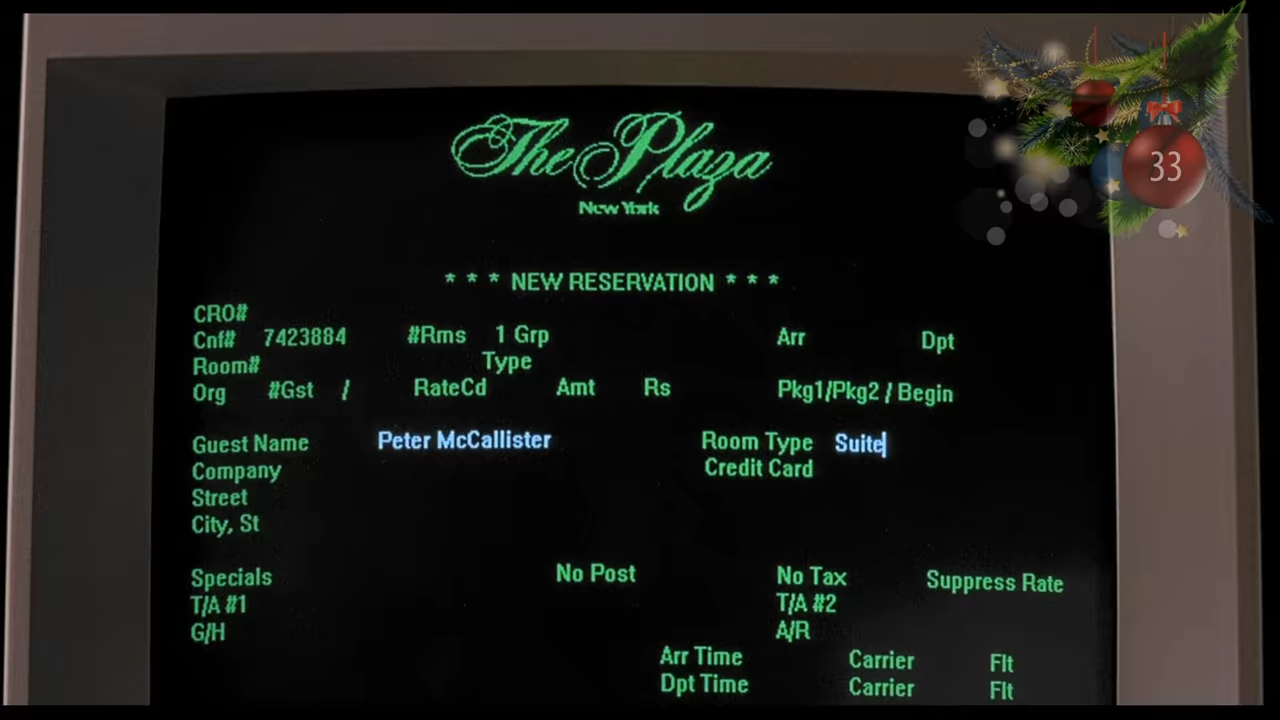 The Plaza
New York
33
* * * NEW RESERVATION * * *
CRO#
Cnf# 7423884 #Rms 1 Grp Arr Dpt
Room# Type
Org #Gst / RateCd Amt Rs Pkg1/Pkg2 / Begin
Guest Name Peter McCallister Room Type Suite
Company Credit Card
Street
City, St
Specials No Post No Tax Suppress Rate
T/A #1 T/A #2
G/H A/R
Arr Time Carrier Flt
Dpt Time Carrier Flt